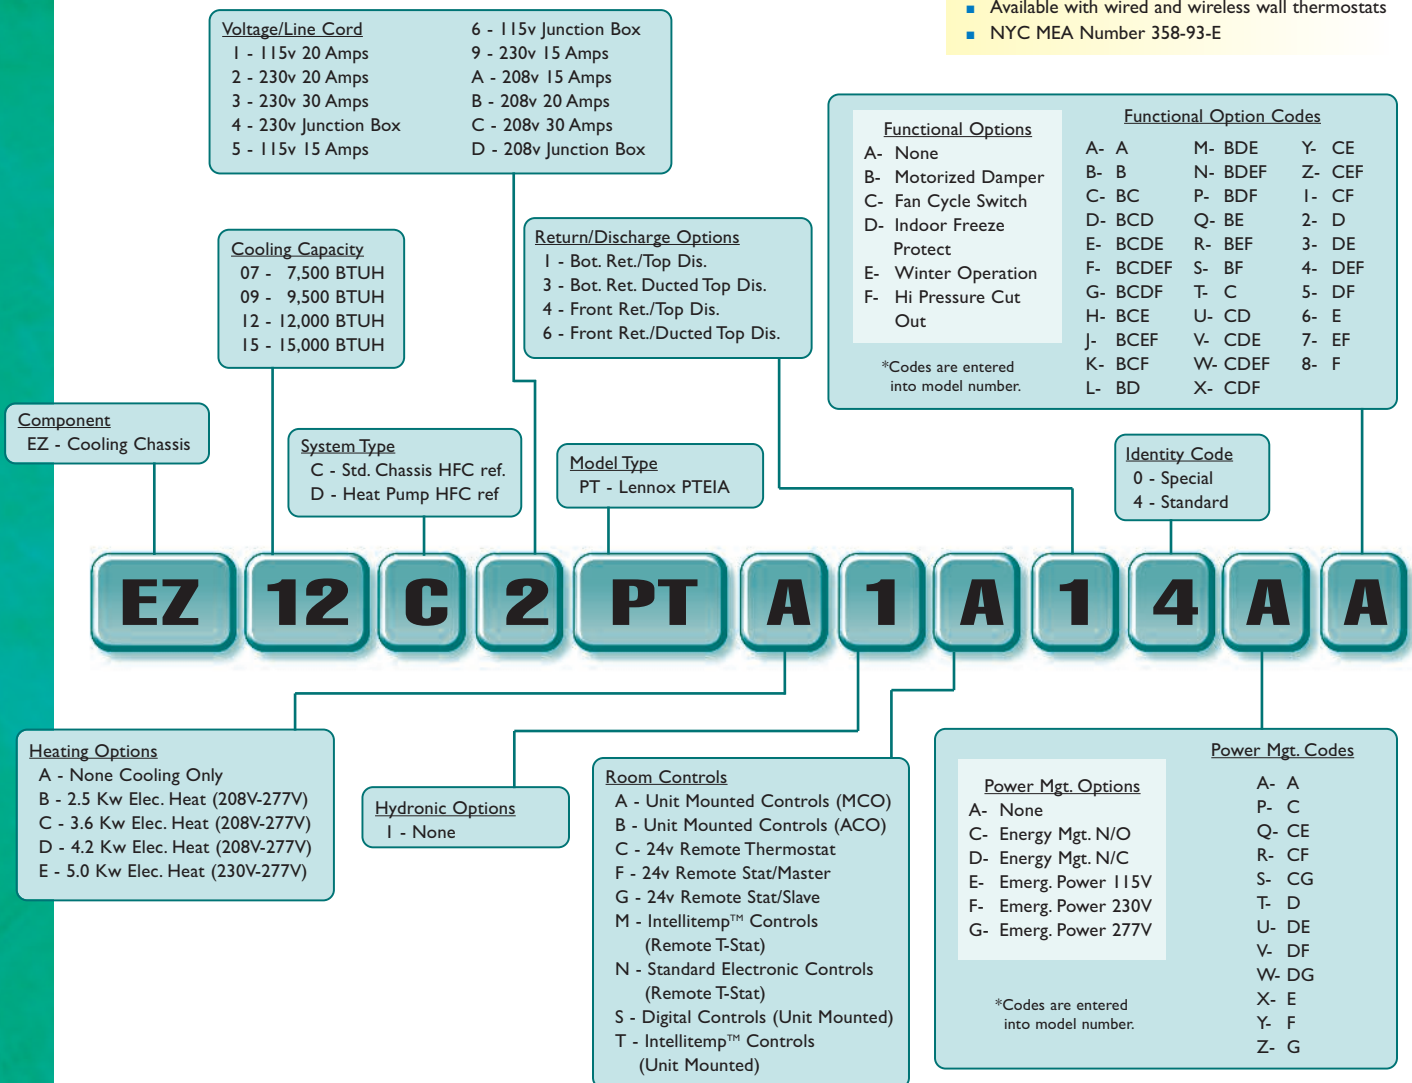 Available with wired and wireless wall thermostats
NYC MEA Number 358-93-E
Voltage/Line Cord
1 - 115v 20 Amps
2 - 230v 20 Amps
3 - 230v 30 Amps
4 - 230v Junction Box
5 - 115v 15 Amps
6 - 115v Junction Box
9 - 230v 15 Amps
A - 208v 15 Amps
B - 208v 20 Amps
C - 208v 30 Amps
D - 208v Junction Box
Functional Options
A- None
B- Motorized Damper
C- Fan Cycle Switch
D- Indoor Freeze
Protect
E- Winter Operation
F- Hi Pressure Cut
Out
*Codes are entered
into model number.
Functional Option Codes
A- A
B- B
C- BC
D- BCD
E- BCDE
F- BCDEF
G- BCDF
H- BCE
J- BCEF
K- BCF
L- BD
M- BDE
N- BDEF
P- BDF
Q- BE
R- BEF
S- BF
T- C
U- CD
V- CDE
W- CDEF
X- CDF
Y- CE
Z- CEF
1- CF
2- D
3- DE
4- DEF
5- DF
6- E
7- EF
8- F
Cooling Capacity
07 - 7,500 BTUH
09 - 9,500 BTUH
12 - 12,000 BTUH
15 - 15,000 BTUH
Return/Discharge Options
1 - Bot. Ret./Top Dis.
3 - Bot. Ret. Ducted Top Dis.
4 - Front Ret./Top Dis.
6 - Front Ret./Ducted Top Dis.
Component
EZ - Cooling Chassis
System Type
C - Std. Chassis HFC ref.
D - Heat Pump HFC ref
Model Type
PT - Lennox PTEIA
Identity Code
0 - Special
4 - Standard
EZ 12 C 2 PT A 1 A 1 4 A A
Heating Options
A - None Cooling Only
B - 2.5 Kw Elec. Heat (208V-277V)
C - 3.6 Kw Elec. Heat (208V-277V)
D - 4.2 Kw Elec. Heat (208V-277V)
E - 5.0 Kw Elec. Heat (230V-277V)
Hydronic Options
1 - None
Room Controls
A - Unit Mounted Controls (MCO)
B - Unit Mounted Controls (ACO)
C - 24v Remote Thermostat
F - 24v Remote Stat/Master
G - 24v Remote Stat/Slave
M - Intellitemp™ Controls
(Remote T-Stat)
N - Standard Electronic Controls
(Remote T-Stat)
S - Digital Controls (Unit Mounted)
T - Intellitemp™ Controls
(Unit Mounted)
Power Mgt. Options
A- None
C- Energy Mgt. N/O
D- Energy Mgt. N/C
E- Emerg. Power 115V
F- Emerg. Power 230V
G- Emerg. Power 277V
*Codes are entered
into model number.
Power Mgt. Codes
A- A
P- C
Q- CE
R- CF
S- CG
T- D
U- DE
V- DF
W- DG
X- E
Y- F
Z- G